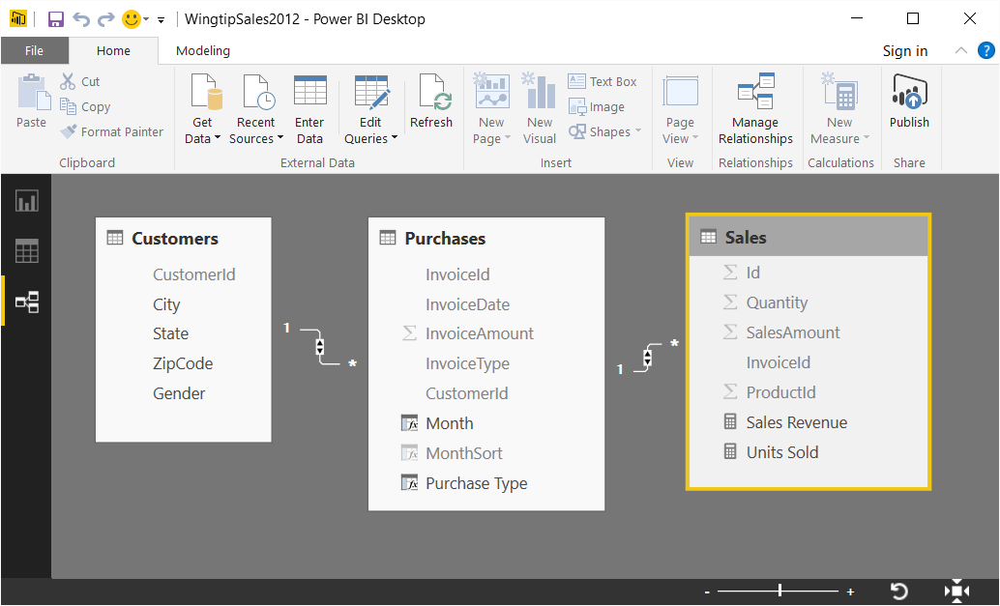 WingtipSales2012 - Power BI Desktop
File Home Modeling Sign in ?
Paste
Cut
Copy
Format Painter
Clipboard
Get Data
Recent Sources
Enter Data
Edit Queries
Refresh
External Data
New Page
New Visual
Text Box
Image
Shapes
Insert
Page View
View
Manage Relationships
Relationships
New Measure
Calculations
Publish
Share
Customers
CustomerId
City
State
ZipCode
Gender
1
*
Purchases
InvoiceId
InvoiceDate
Σ InvoiceAmount
InvoiceType
CustomerId
fx Month
fx MonthSort
fx Purchase Type
1
*
Sales
Σ Id
Σ Quantity
Σ SalesAmount
InvoiceId
Σ ProductId
Sales Revenue
Units Sold
- +